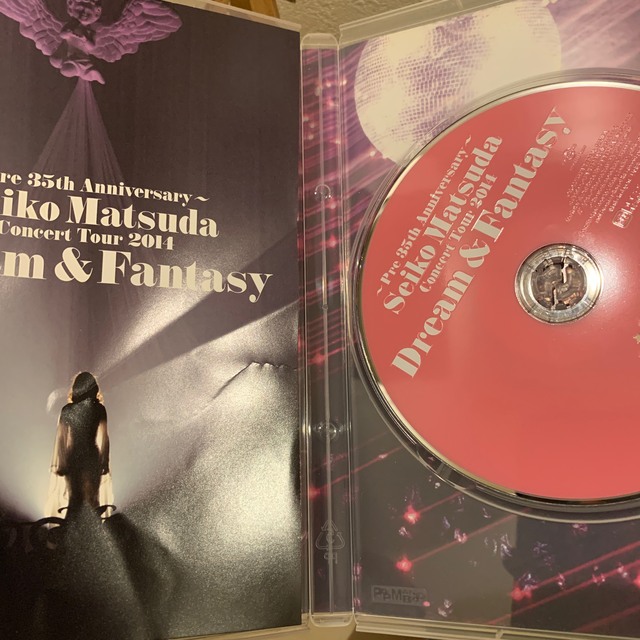 re 35th Anniversary~
iko Matsuda
Concert Tour 2014
am & Fantasy
~Pre 35th Anniversary~
Seiko Matsuda
Concert Tour 2014
Dream & Fantasy